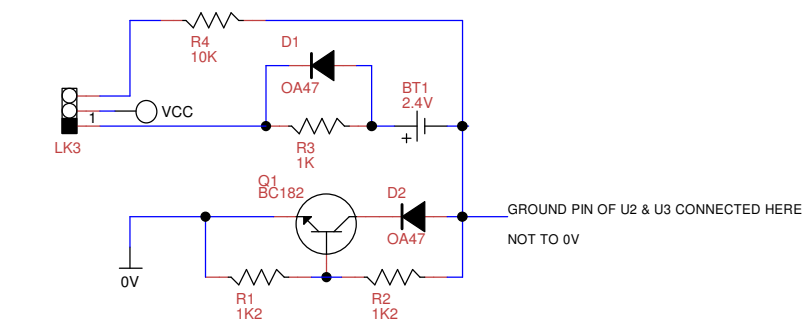 R4
10K
D1
OA47
BT1
2.4V
+
VCC
1
LK3
R3
1K
Q1
BC182
D2
OA47
GROUND PIN OF U2 & U3 CONNECTED HERE
NOT TO 0V
0V
R1
1K2
R2
1K2